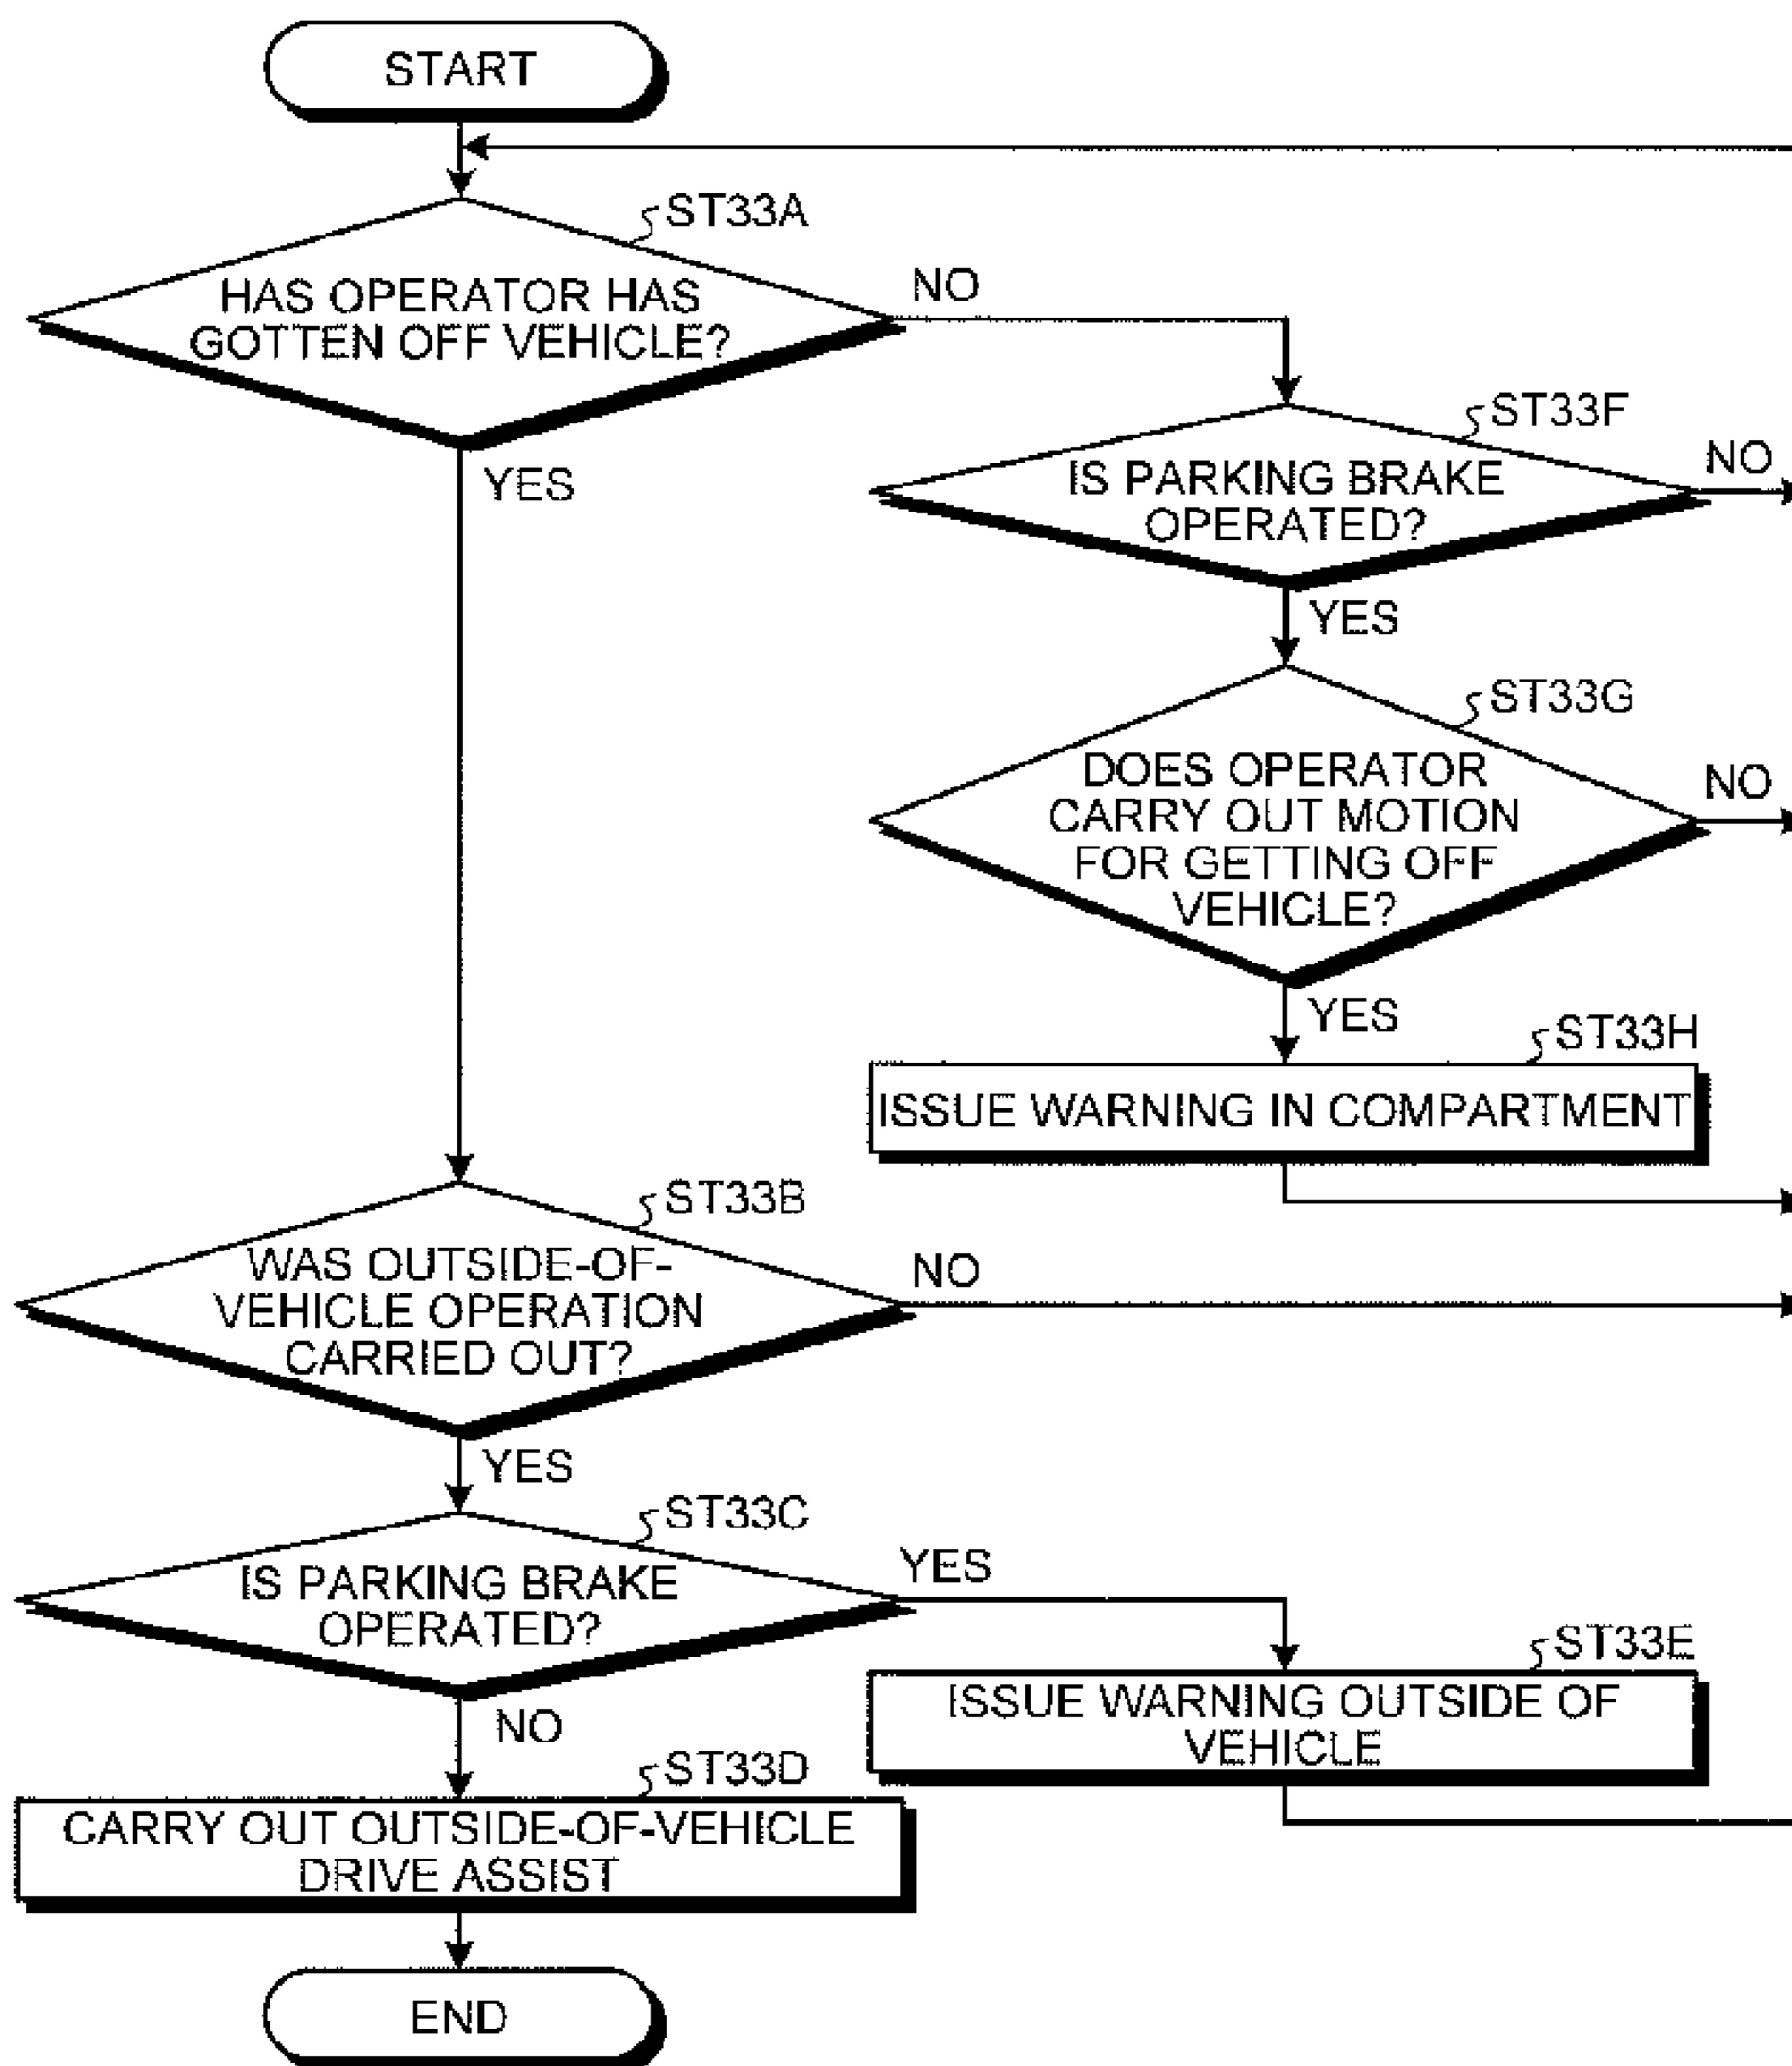 START
ST33A
HAS OPERATOR HAS
GOTTEN OFF VEHICLE?
NO
YES
ST33F
IS PARKING BRAKE
OPERATED?
NO
YES
ST33G
DOES OPERATOR
CARRY OUT MOTION
FOR GETTING OFF
VEHICLE?
NO
YES
ST33H
ISSUE WARNING IN COMPARTMENT
ST33B
WAS OUTSIDE-OF-
VEHICLE OPERATION
CARRIED OUT?
NO
YES
ST33C
IS PARKING BRAKE
OPERATED?
YES
NO
ST33E
ISSUE WARNING OUTSIDE OF
VEHICLE
ST33D
CARRY OUT OUTSIDE-OF-VEHICLE
DRIVE ASSIST
END